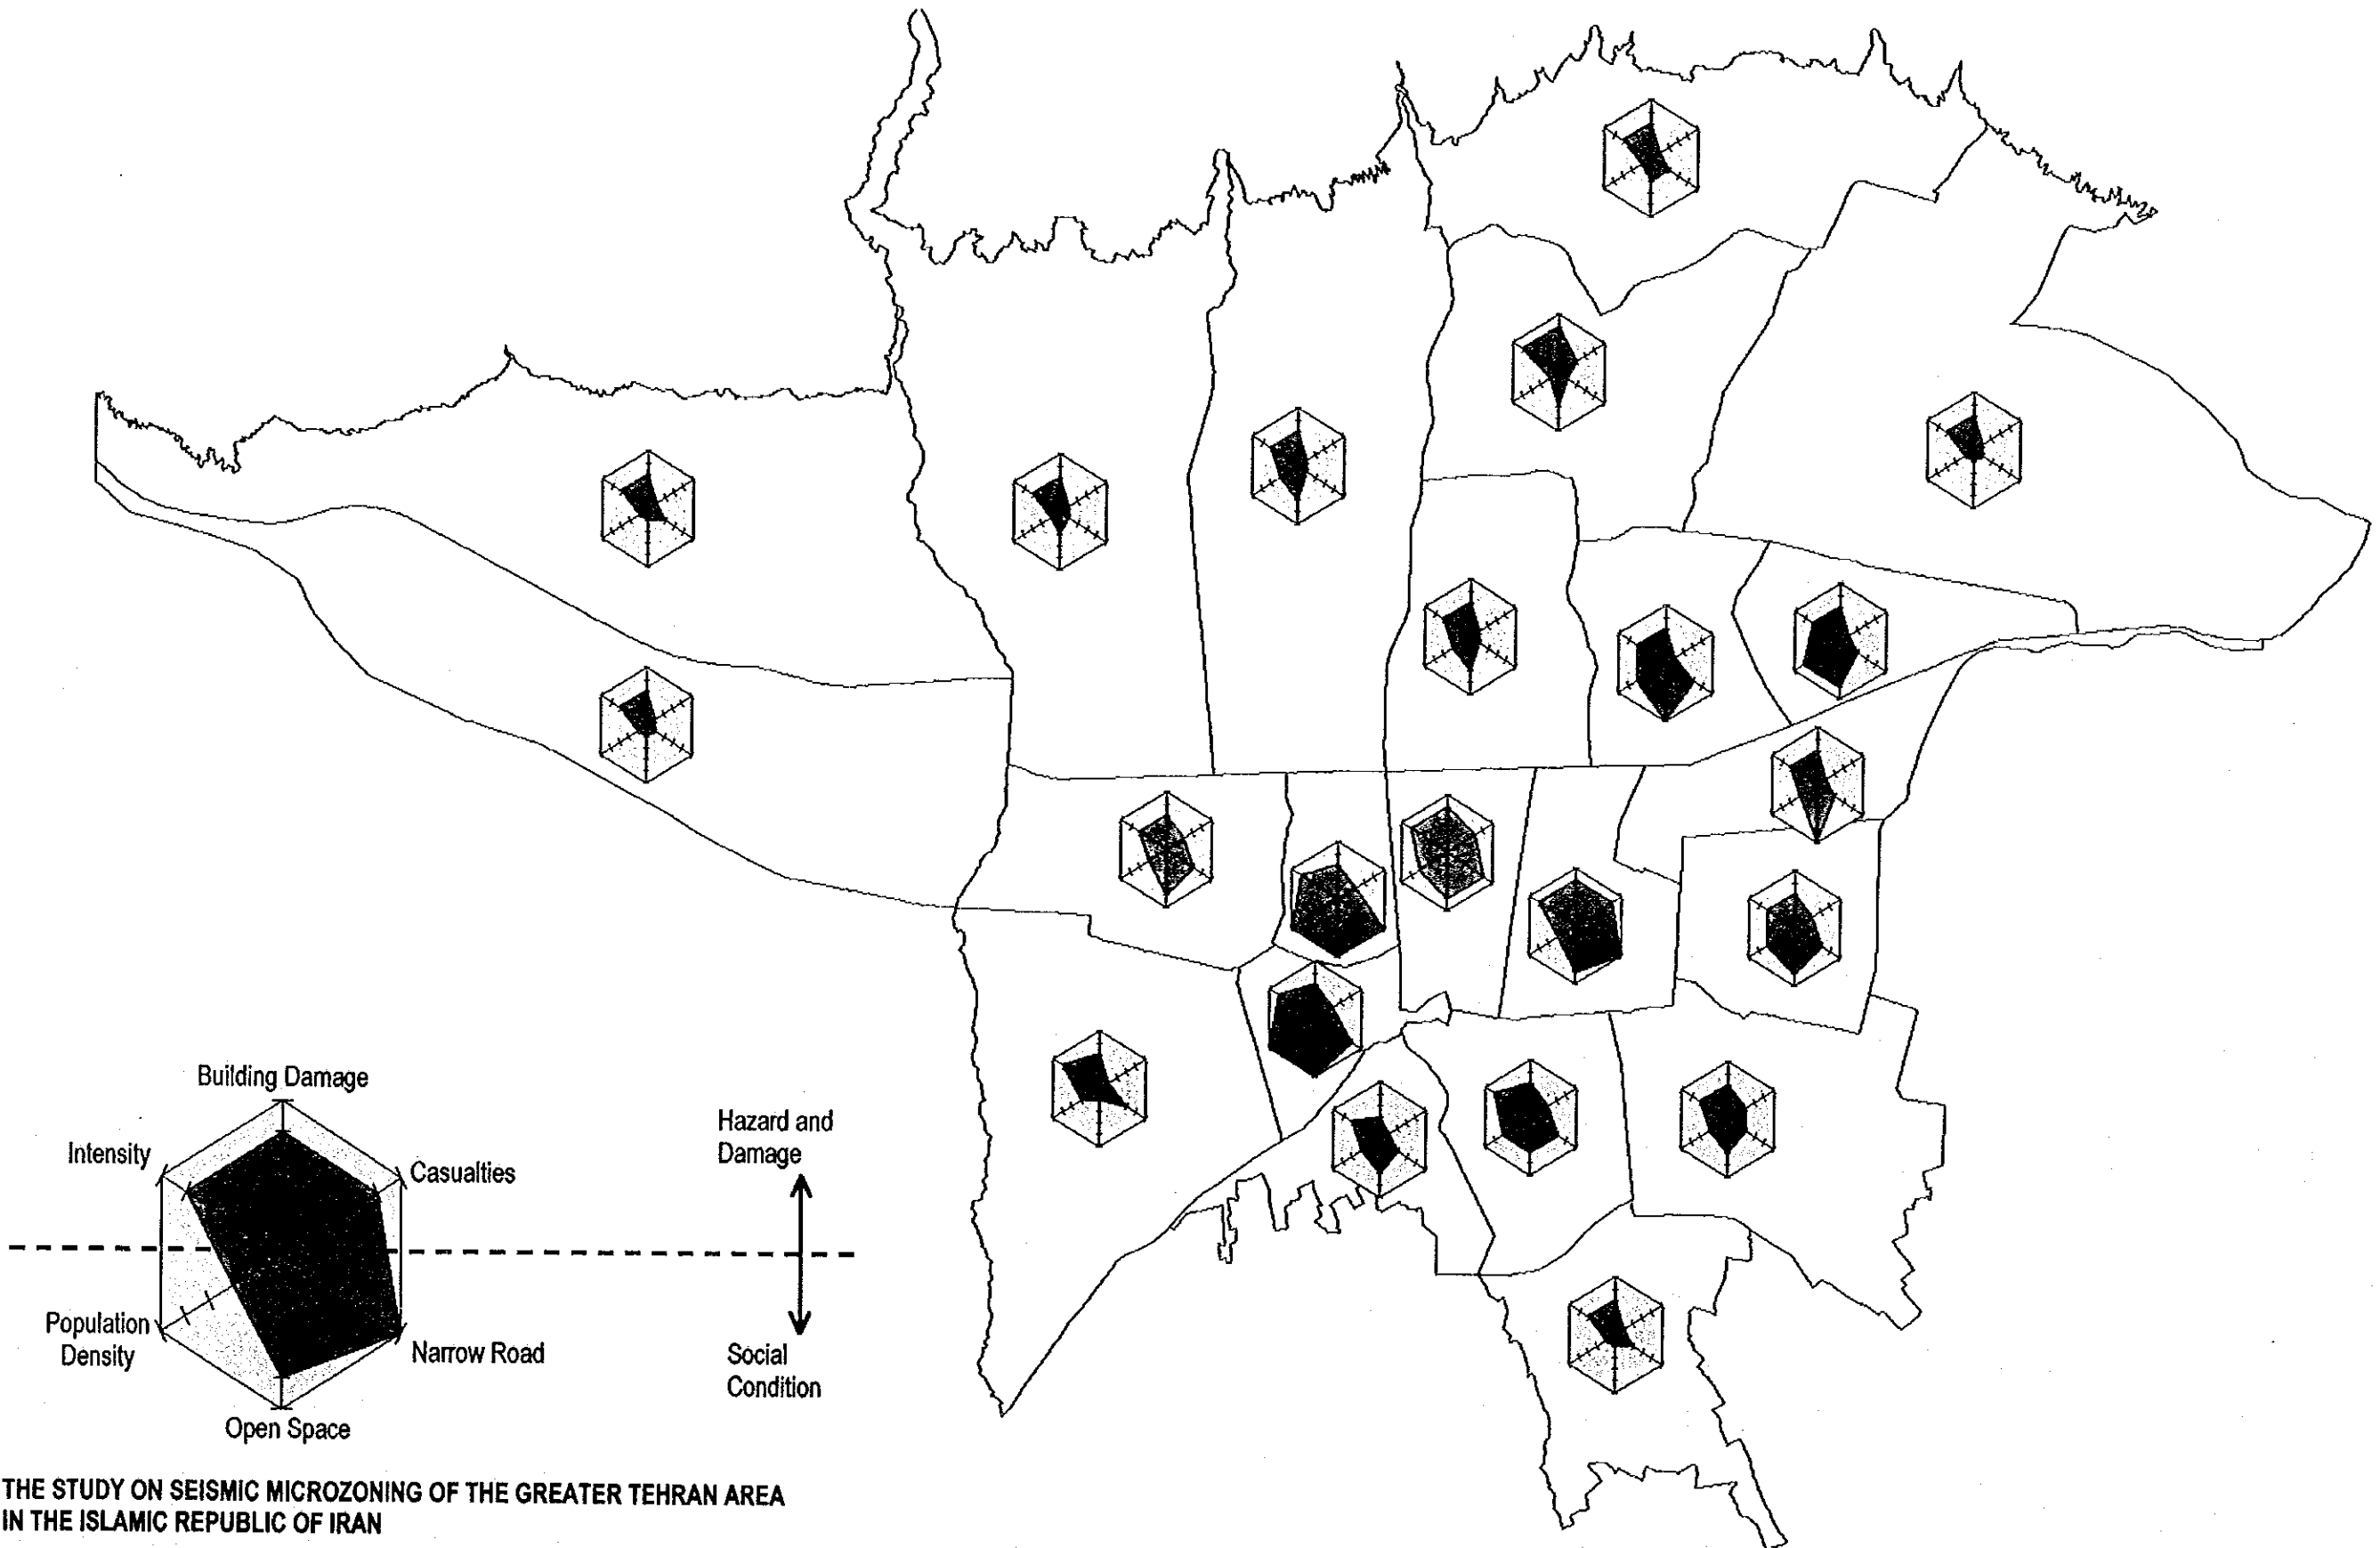 Building Damage
Intensity
Casualties
Population
Density
Narrow Road
Open Space
Hazard and
Damage
Social
Condition
THE STUDY ON SEISMIC MICROZONING OF THE GREATER TEHRAN AREA
IN THE ISLAMIC REPUBLIC OF IRAN